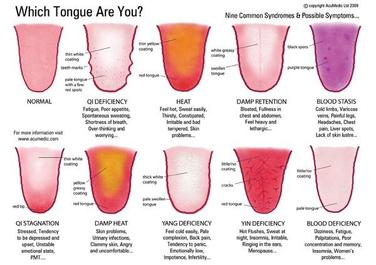 © copyright AcuMedic Ltd 2009
Which Tongue Are You?
Nine Common Syndromes & Possible Symptoms...
thin white
coating
teeth marks
pale tongue
with a few
red spots
thin yellow
coating
red tongue
white greasy
coating
swollen
tongue
black spots
purple tongue
NORMAL
For more information visit
www.acumedic.com
QI DEFICIENCY
Fatigue, Poor appetite,
Spontaneous sweating,
Shortness of breath,
Over-thinking and
worrying...
HEAT
Feel hot, Sweat easily,
Thirsty, Constipated,
Irritable and bad
tempered, Skin
problems...
DAMP RETENTION
Bloated, Fullness in
chest and abdomen,
Feel heavy and
lethargic...
BLOOD STASIS
Cold limbs, Varicose
veins, Painful legs,
Headaches, Chest
pain, Liver spots,
Lack of skin lustre...
thin white
coating
red tip
yellow
greasy
coating
red tongue
thick white
coating
pale swollen
tongue
little/no
coating
cracks
red tongue
little/no
coating
pale tongue
QI STAGNATION
Stressed, Tendency
to be depressed and
upset, Unstable
emotional state,
PMT...
DAMP HEAT
Skin problems,
Urinary infections,
Clammy skin, Angry
and uncomfortable...
YANG DEFICIENCY
Feel cold easily, Pale
complexion, Back pain,
Tendency to panic,
Emotionally low,
Impotence, Infertility...
YIN DEFICIENCY
Hot Flushes, Sweat at
night, Insomnia, Irritable,
Ringing in the ears,
Menopause...
BLOOD DEFICIENCY
Dizziness, Fatigue,
Palpitations, Poor
concentration and memory,
Insomnia, Women's
problems...